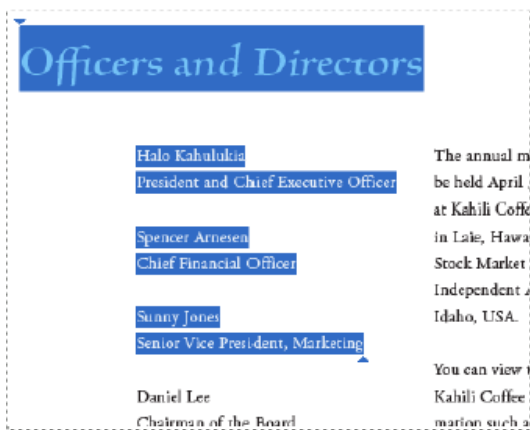 Officers and Directors
Halo Kahulukia
President and Chief Executive Officer
Spencer Arnesen
Chief Financial Officer
Sunny Jones
Senior Vice President, Marketing
Daniel Lee
Chairman of the Board
The annual m
be held April
at Kahili Coff
in Laie, Hawa
Stock Market
Independent A
Idaho, USA.
You can view t
Kahili Coffee
mation such a